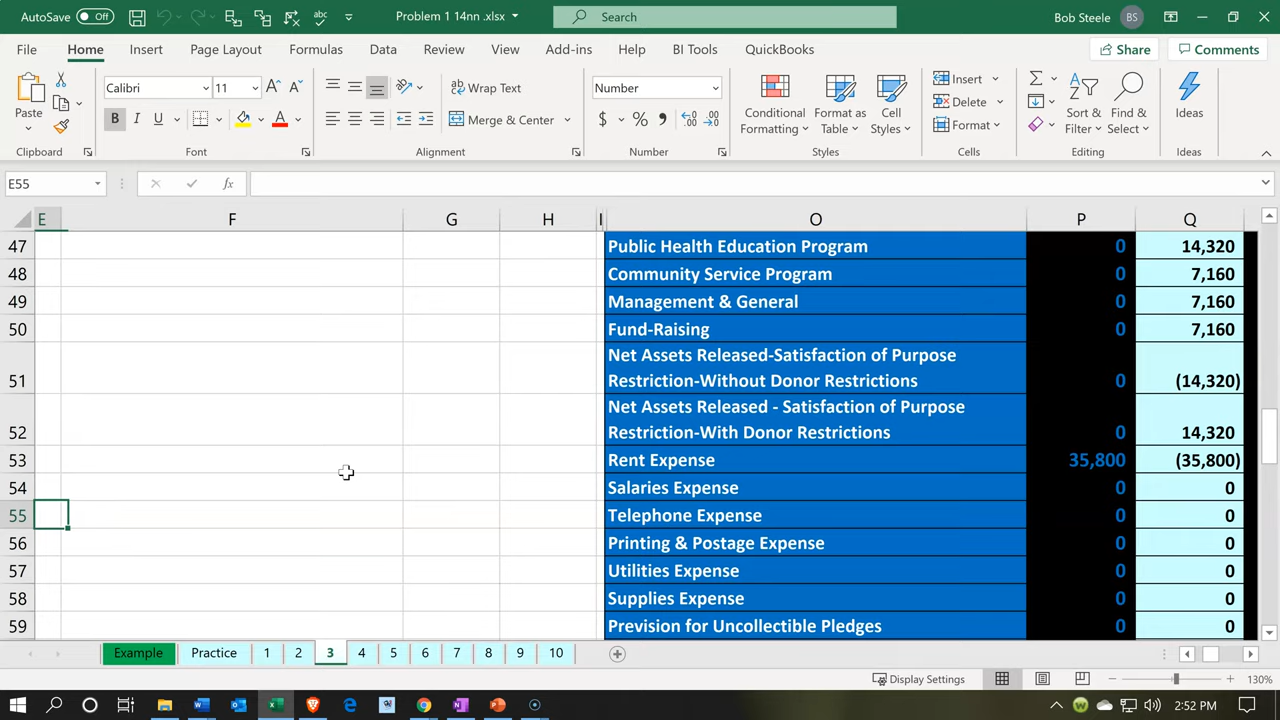 AutoSave Off Problem 1 14nn .xlsx Search Bob Steele BS
File Home Insert Page Layout Formulas Data Review View Add-ins Help BI Tools QuickBooks Share Comments
Paste Calibri 11 B I U A Wrap Text Merge & Center Number $ % Conditional Formatting Format as Table Cell Styles Insert Delete Format Sort & Filter Find & Select Ideas
Clipboard Font Alignment Number Styles Cells Editing Ideas
E55 fx
E F G H I O P Q
47 Public Health Education Program 0 14,320
48 Community Service Program 0 7,160
49 Management & General 0 7,160
50 Fund-Raising 0 7,160
Net Assets Released-Satisfaction of Purpose
51 Restriction-Without Donor Restrictions 0 (14,320)
Net Assets Released - Satisfaction of Purpose
52 Restriction-With Donor Restrictions 0 14,320
53 Rent Expense 35,800 (35,800)
54 Salaries Expense 0 0
55 Telephone Expense 0 0
56 Printing & Postage Expense 0 0
57 Utilities Expense 0 0
58 Supplies Expense 0 0
59 Prevision for Uncollectible Pledges 0 0
Example Practice 1 2 3 4 5 6 7 8 9 10
Display Settings 130%
2:52 PM